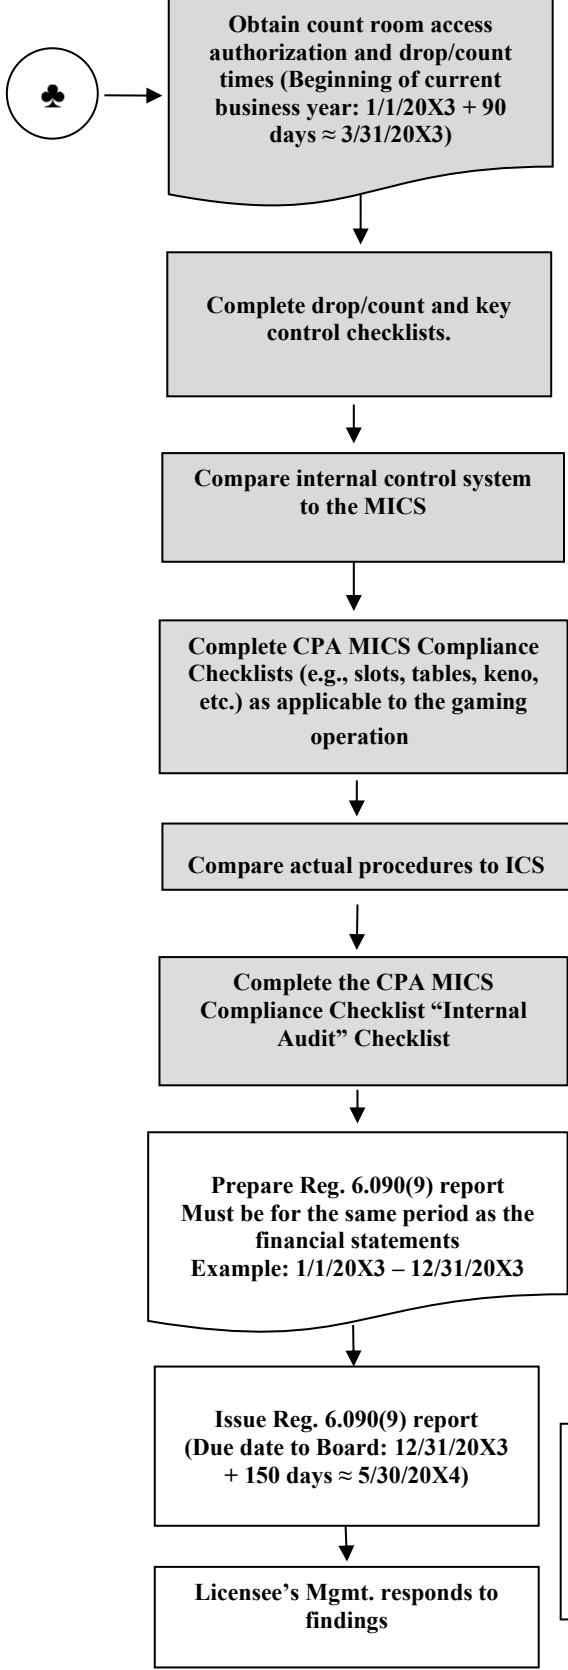 Obtain count room access
authorization and drop/count
times (Beginning of current
business year: 1/1/20X3 + 90
days ≈ 3/31/20X3)
♣
Complete drop/count and key
control checklists.
Compare internal control system
to the MICS
Complete CPA MICS Compliance
Checklists (e.g., slots, tables, keno,
etc.) as applicable to the gaming
operation
Compare actual procedures to ICS
Complete the CPA MICS
Compliance Checklist “Internal
Audit” Checklist
Prepare Reg. 6.090(9) report
Must be for the same period as the
financial statements
Example: 1/1/20X3 – 12/31/20X3
Issue Reg. 6.090(9) report
(Due date to Board: 12/31/20X3
+ 150 days ≈ 5/30/20X4)
Licensee’s Mgmt. responds to
findings